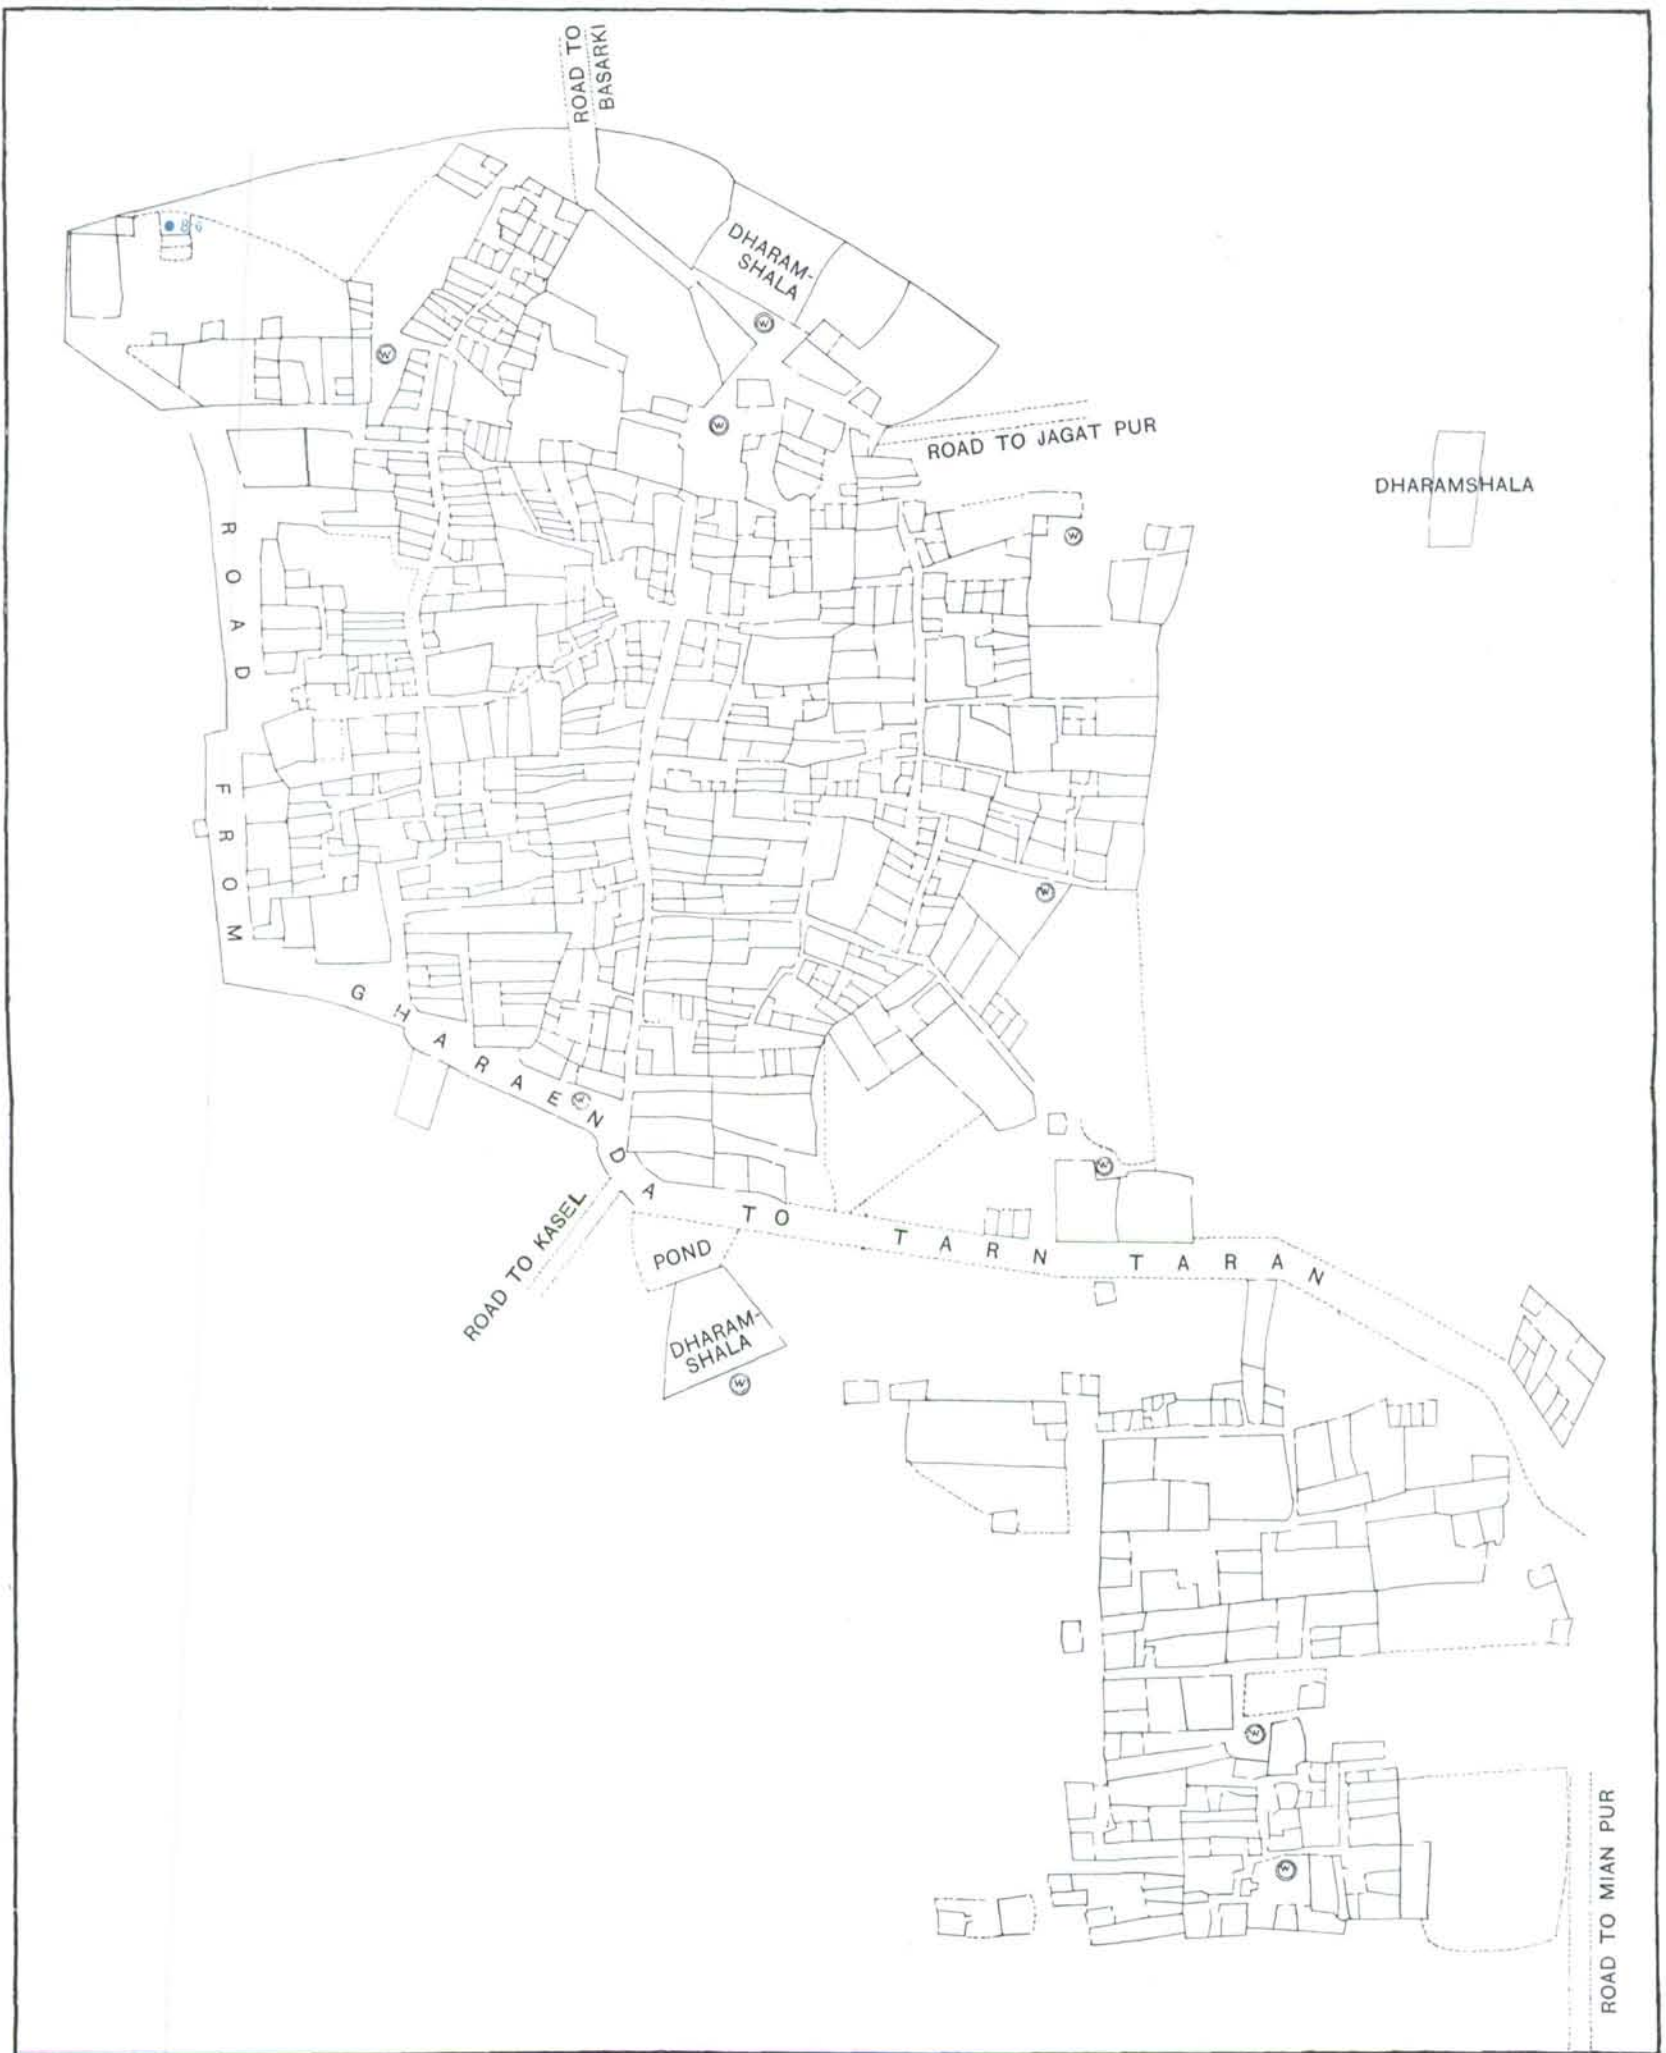 ROAD TO
BASARKI
86
DHARAM-
SHALA
W
W
W
ROAD TO JAGAT PUR
DHARAMSHALA
W
ROAD FROM GHARAENDA TO TARN TARAN
W
W
W
ROAD TO KASEL
POND
DHARAM-
SHALA
W
W
W
ROAD TO MIAN PUR